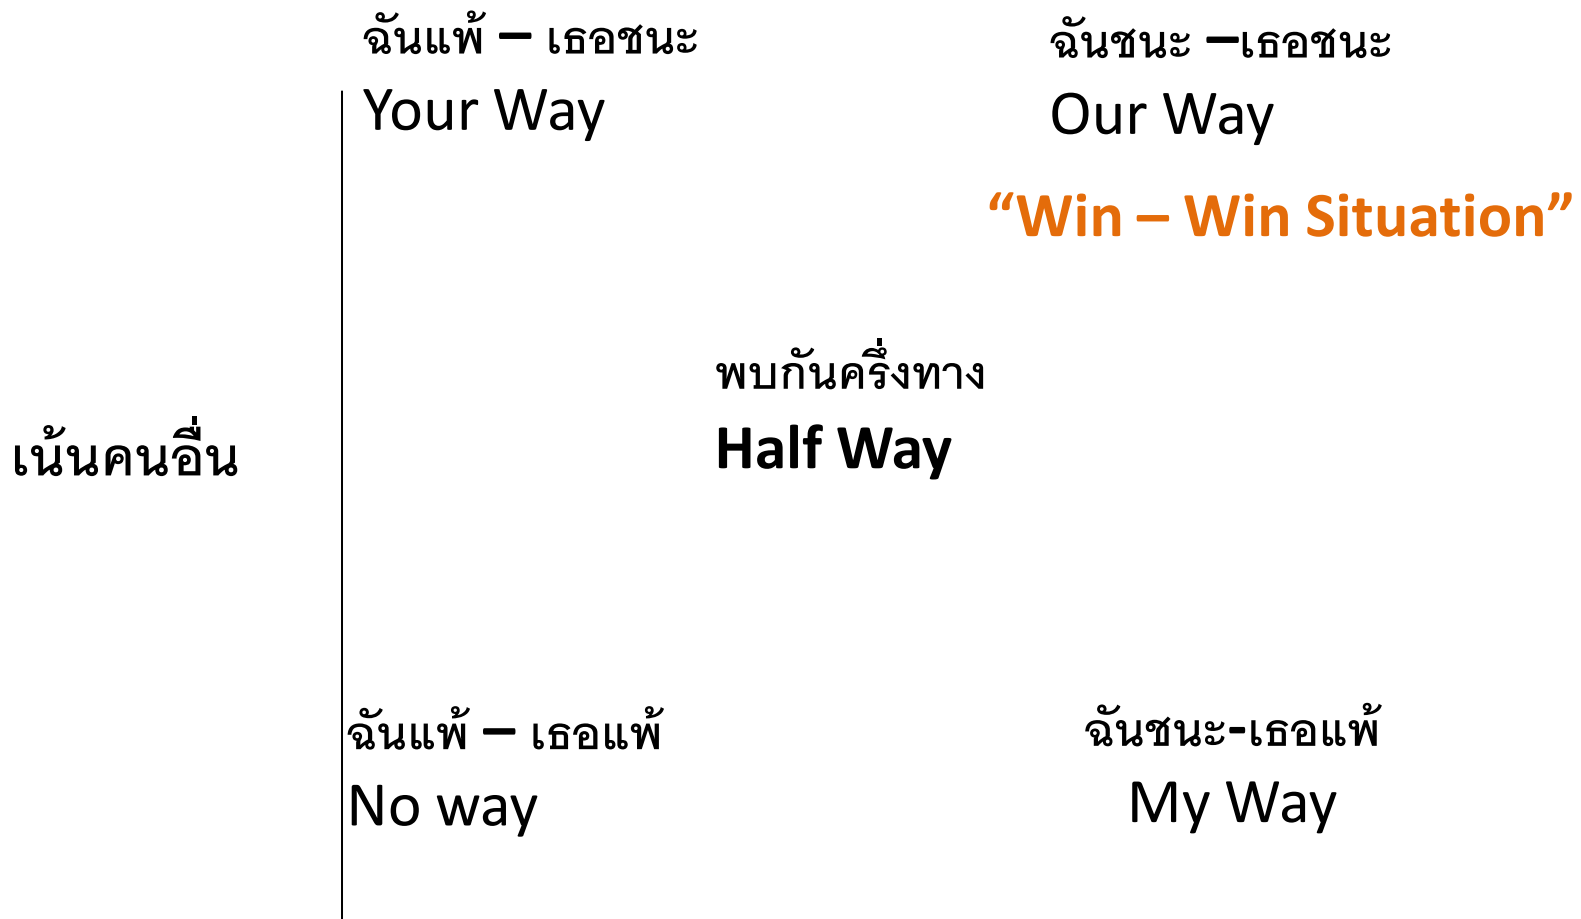 ฉันแพ้ – เธอชนะ
Your Way
ฉันชนะ –เธอชนะ
Our Way
“Win – Win Situation”
พบกันครึ่งทาง
Half Way
เน้นคนอื่น
ฉันแพ้ – เธอแพ้
No way
ฉันชนะ-เธอแพ้
My Way